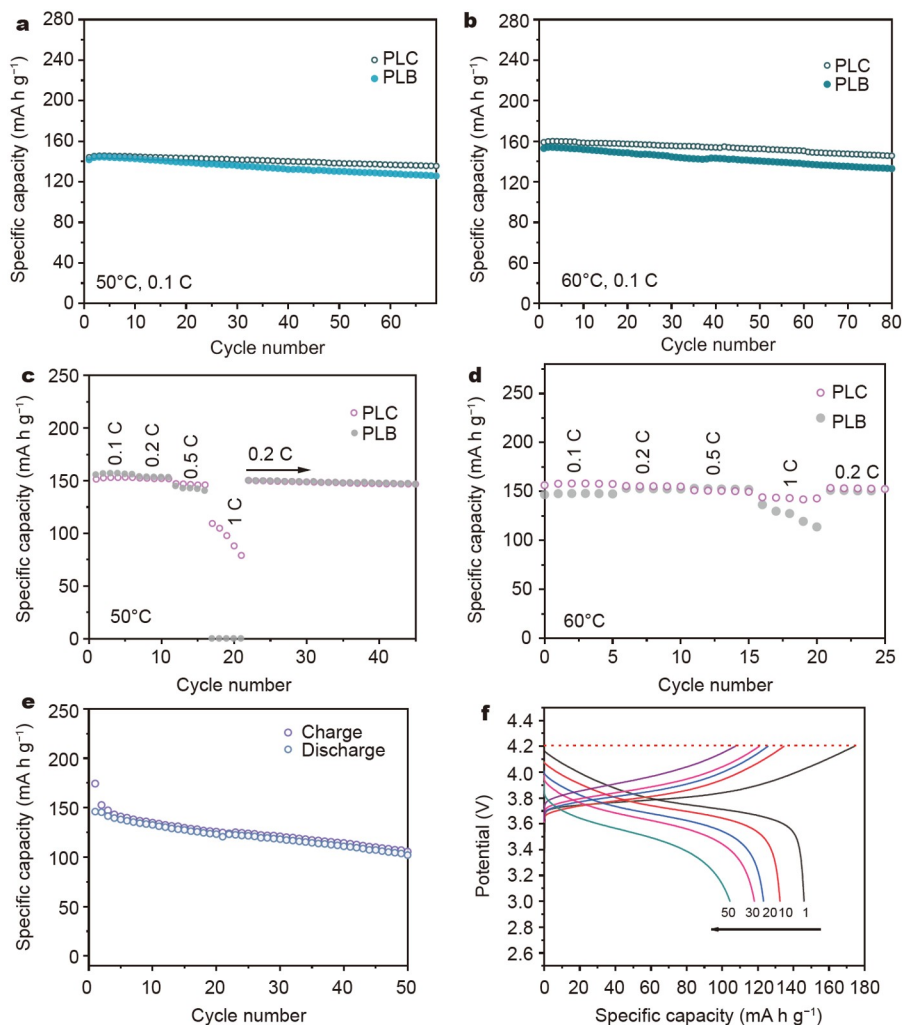 a
280
240
200
160
120
80
40
0
Specific capacity (mA h g⁻¹)
PLC
PLB
50°C, 0.1 C
0 10 20 30 40 50 60
Cycle number
b
280
240
200
160
120
140
60
0
Specific capacity (mA h g⁻¹)
PLC
PLB
60°C, 0.1 C
0 10 20 30 40 50 60 70 80
Cycle number
c
250
200
150
100
50
0
Specific capacity (mA h g⁻¹)
PLC
PLB
0.1 C
0.2 C
0.5 C
1 C
0.2 C
50°C
0 10 20 30 40
Cycle number
d
250
200
150
100
50
0
Specific capacity (mA h g⁻¹)
PLC
PLB
0.1 C
0.2 C
0.5 C
1 C
0.2 C
60°C
0 5 10 15 20 25
Cycle number
e
250
200
150
100
50
0
Specific capacity (mA h g⁻¹)
Charge
Discharge
0 10 20 30 40 50
Cycle number
f
4.4
4.2
4.0
3.8
3.6
3.4
3.2
3.0
2.8
2.6
2.5
Potential (V)
50 30 20 10 1
0 20 40 60 80 100 120 140 160 180
Specific capacity (mA h g⁻¹)